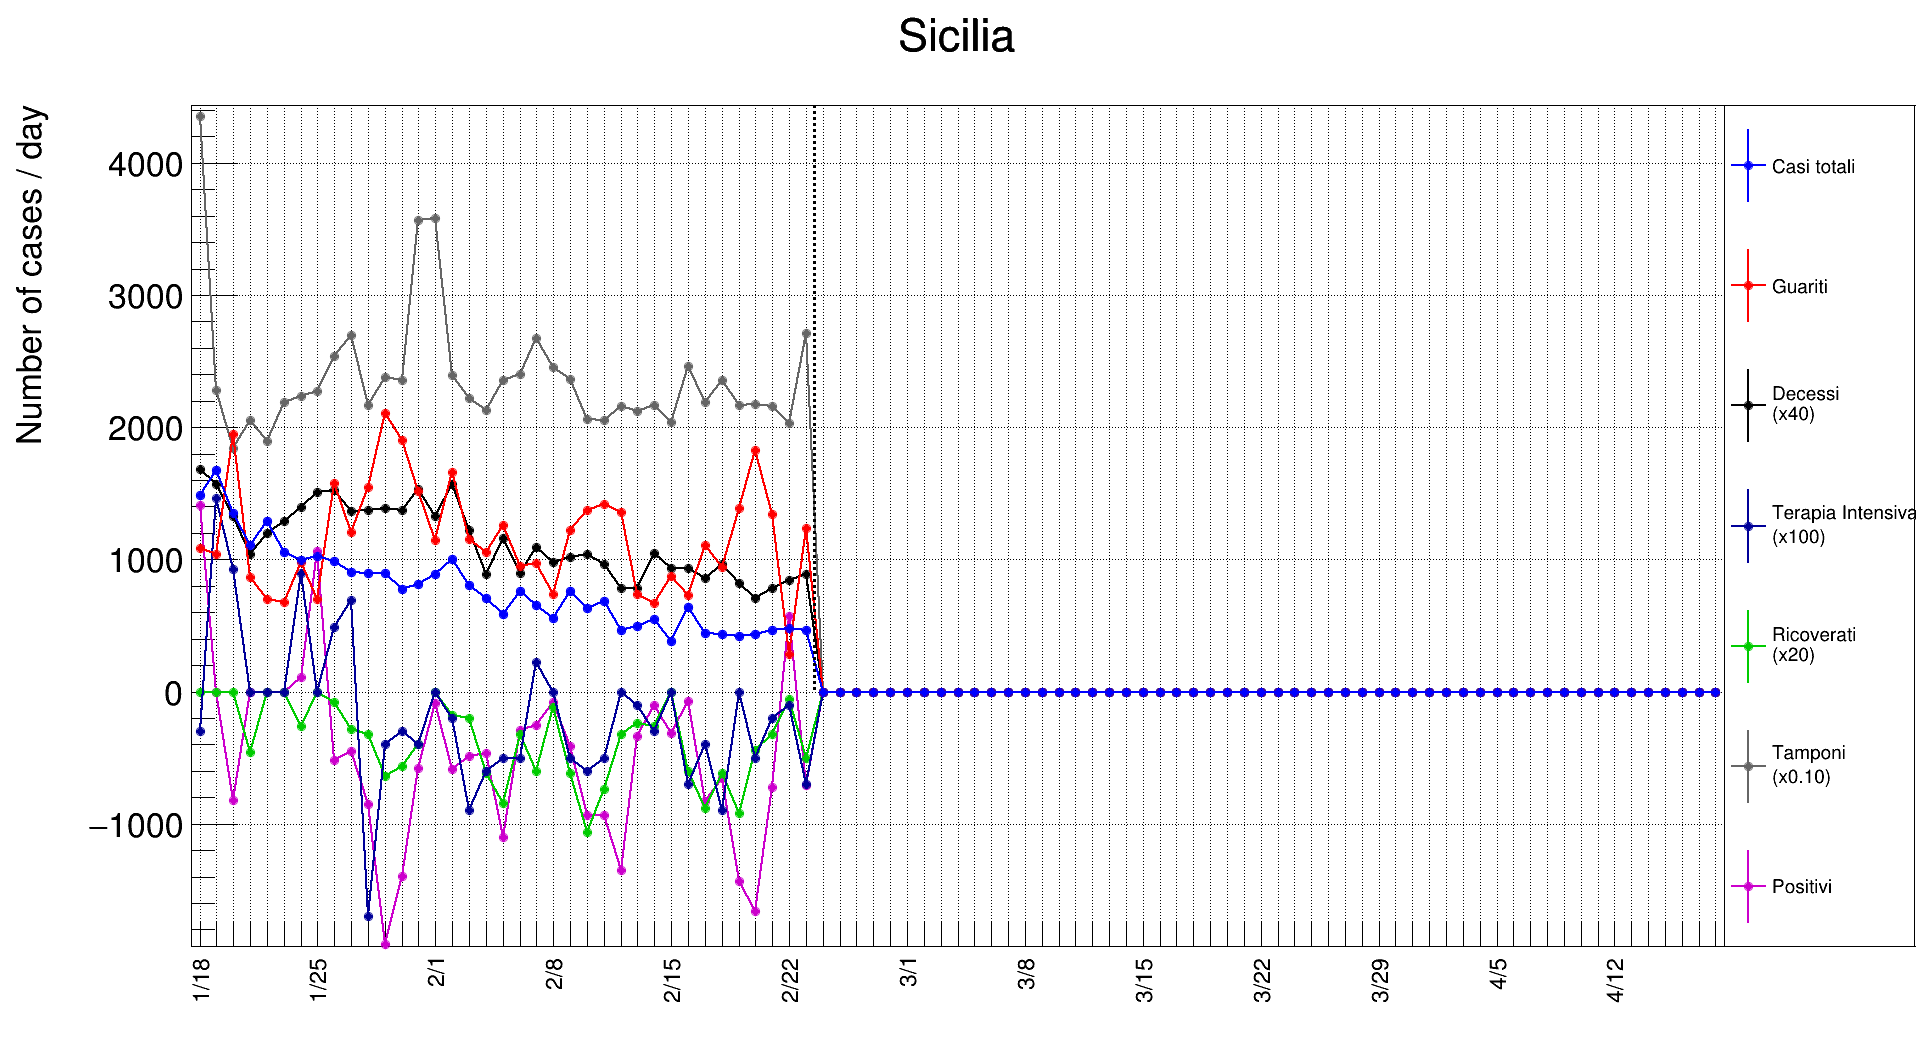 Sicilia
Number of cases / day
4000
3000
2000
1000
0
−1000
1/18
1/25
2/1
2/8
2/15
2/22
3/1
3/8
3/15
3/22
3/29
4/5
4/12
Casi totali
Guariti
Decessi
(x40)
Terapia Intensiva
(x100)
Ricoverati
(x20)
Tamponi
(x0.10)
Positivi